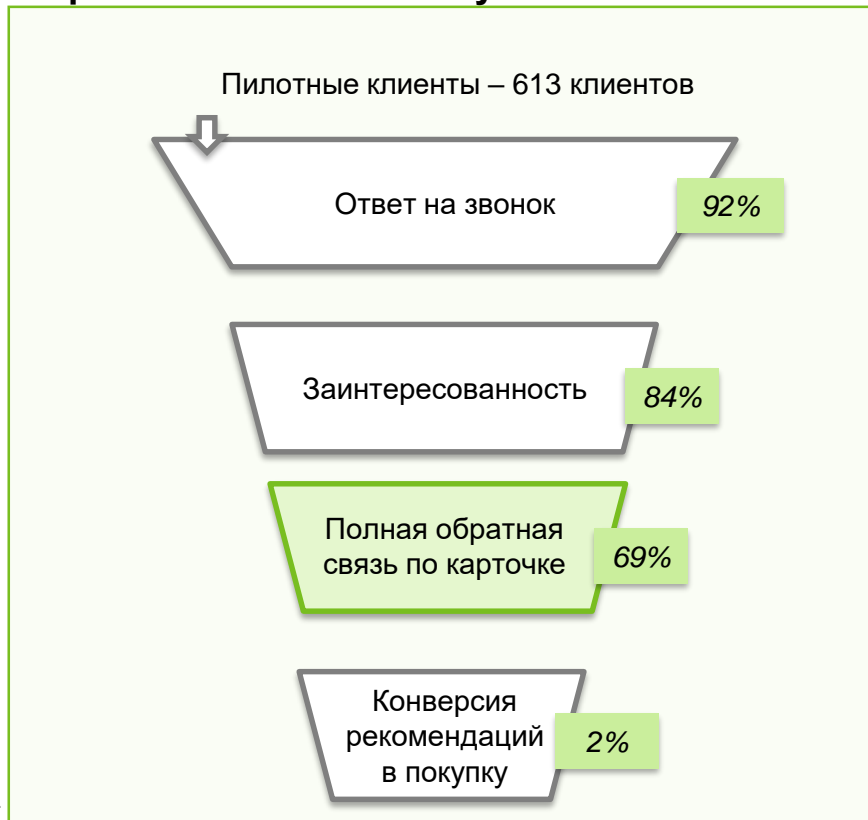 Пилотные клиенты – 613 клиентов
Ответ на звонок
92%
Заинтересованность
84%
Полная обратная
связь по карточке
69%
Конверсия
рекомендаций
в покупку
2%